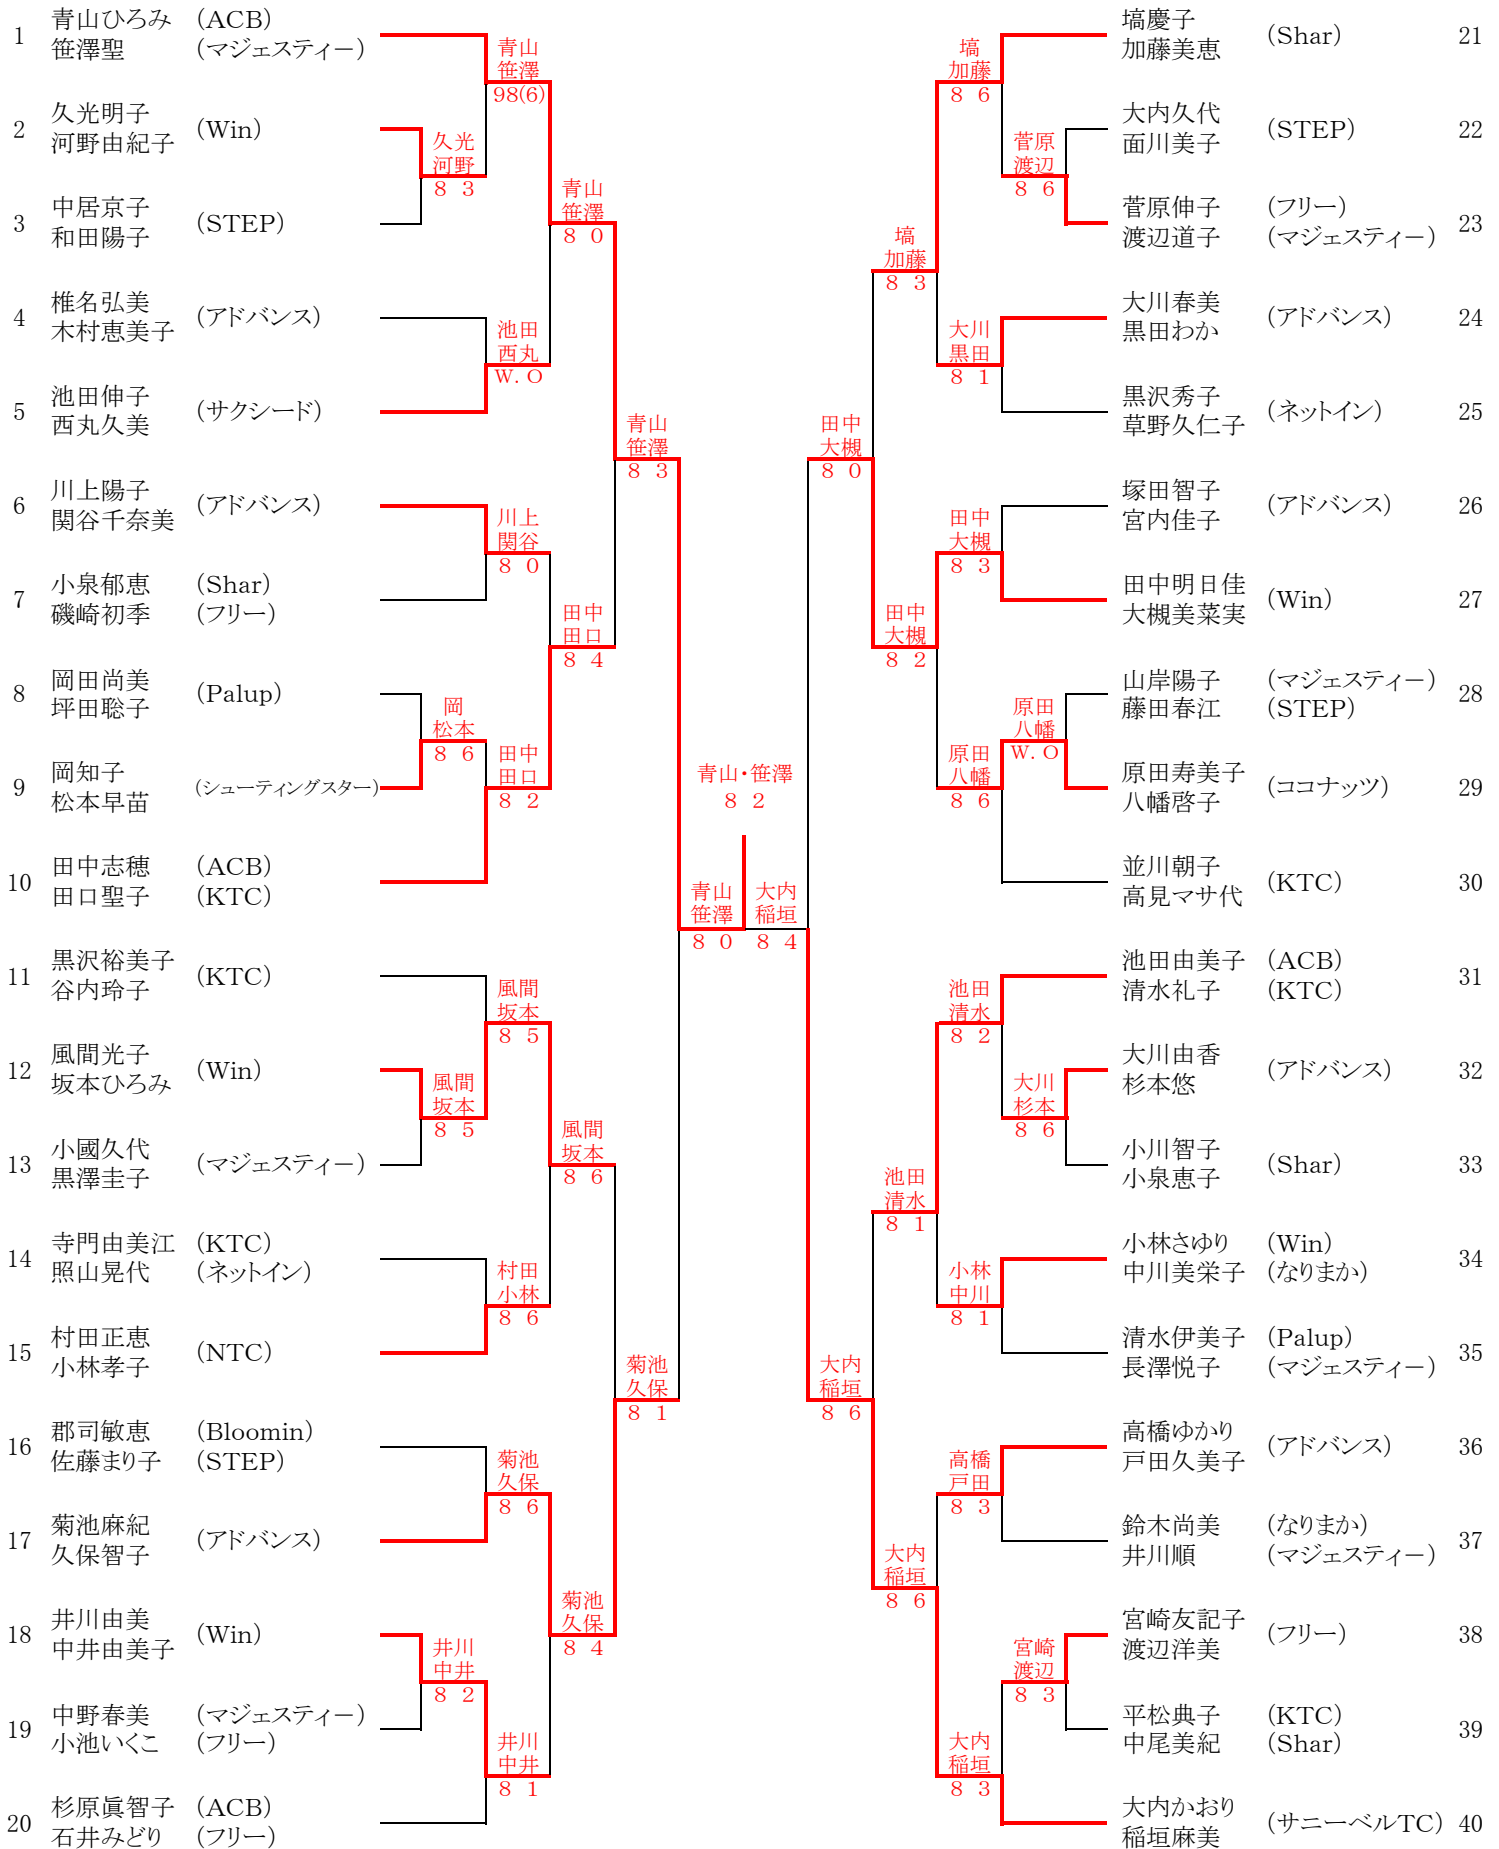 1
青山ひろみ (ACB)
笹澤聖 (マジェスティー)
2
久光明子
河野由紀子
(Win)
3
中居京子
和田陽子
(STEP)
4
椎名弘美
木村恵美子
(アドバンス)
5
池田伸子
西丸久美
(サクシード)
6
川上陽子
関谷千奈美
(アドバンス)
7
小泉郁恵 (Shar)
磯崎初季 (フリー)
8
岡田尚美
坪田聡子
(Palup)
9
岡知子
松本早苗
(シューティングスター)
10
田中志穂 (ACB)
田口聖子 (KTC)
11
黒沢裕美子
谷内玲子
(KTC)
12
風間光子
坂本ひろみ
(Win)
13
小國久代
黒澤圭子
(マジェスティー)
14
寺門由美江 (KTC)
照山晃代 (ネットイン)
15
村田正恵
小林孝子
(NTC)
16
郡司敏恵 (Bloomin)
佐藤まり子 (STEP)
17
菊池麻紀
久保智子
(アドバンス)
18
井川由美
中井由美子
(Win)
19
中野春美 (マジェスティー)
小池いくこ (フリー)
20
杉原眞智子 (ACB)
石井みどり (フリー)
久光
河野
8 3
岡
松本
8 6
風間
坂本
8 5
井川
中井
8 2
青山
笹澤
98(6)
池田
西丸
W.O
川上
関谷
8 0
田中
田口
8 2
風間
坂本
8 5
村田
小林
8 6
菊池
久保
8 6
井川
中井
8 1
青山
笹澤
8 0
田中
田口
8 4
風間
坂本
8 6
菊池
久保
8 4
青山
笹澤
8 3
菊池
久保
8 1
青山
笹澤
8 0
青山・笹澤
8 2
大内
稲垣
8 4
田中
大槻
8 0
大内
稲垣
8 6
塙
加藤
8 3
田中
大槻
8 2
池田
清水
8 1
大内
稲垣
8 6
塙
加藤
8 6
大川
黒田
8 1
田中
大槻
8 3
原田
八幡
8 6
池田
清水
8 2
小林
中川
8 1
高橋
戸田
8 3
大内
稲垣
8 3
菅原
渡辺
8 6
原田
八幡
W.O
大川
杉本
8 6
宮崎
渡辺
8 3
塙慶子
加藤美恵
(Shar)
21
大内久代
面川美子
(STEP)
22
菅原伸子 (フリー)
渡辺道子 (マジェスティー)
23
大川春美
黒田わか
(アドバンス)
24
黒沢秀子
草野久仁子
(ネットイン)
25
塚田智子
宮内佳子
(アドバンス)
26
田中明日佳
大槻美菜実
(Win)
27
山岸陽子 (マジェスティー)
藤田春江 (STEP)
28
原田寿美子
八幡啓子
(ココナッツ)
29
並川朝子
高見マサ代
(KTC)
30
池田由美子 (ACB)
清水礼子 (KTC)
31
大川由香
杉本悠
(アドバンス)
32
小川智子
小泉恵子
(Shar)
33
小林さゆり (Win)
中川美栄子 (なりまか)
34
清水伊美子 (Palup)
長澤悦子 (マジェスティー)
35
高橋ゆかり
戸田久美子
(アドバンス)
36
鈴木尚美 (なりまか)
井川順 (マジェスティー)
37
宮崎友記子
渡辺洋美
(フリー)
38
平松典子 (KTC)
中尾美紀 (Shar)
39
大内かおり
稲垣麻美
(サニーベルTC)
40